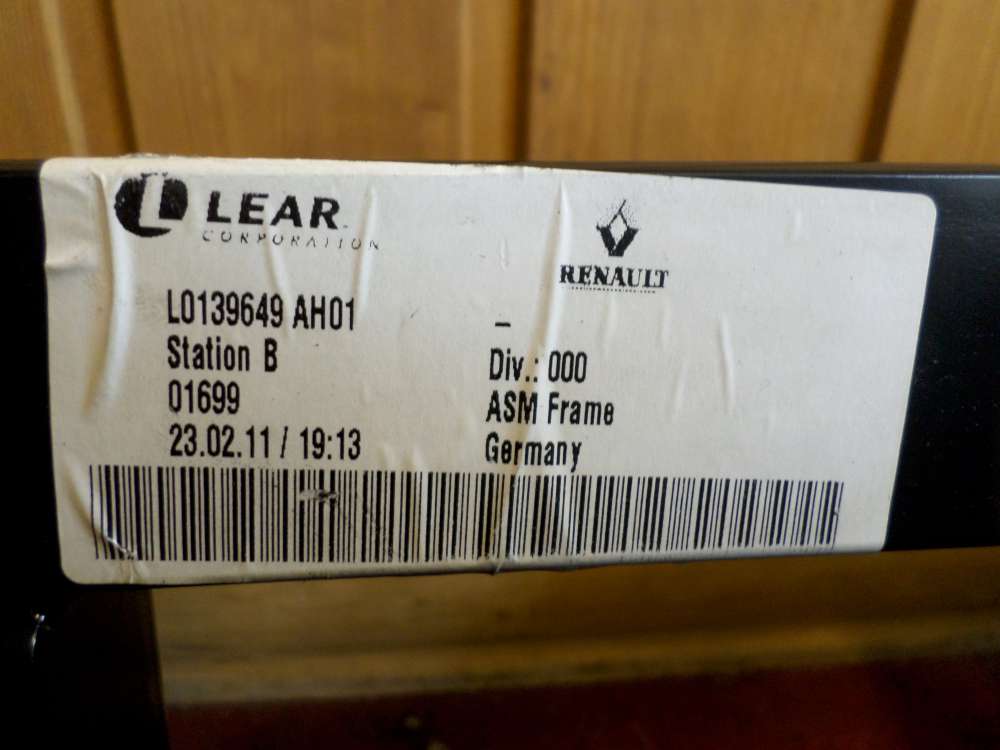 L LEAR
CORPORATION
RENAULT
L0139649 AH01
–
Station B
Div.: 000
01699
ASM Frame
23.02.11 / 19:13
Germany